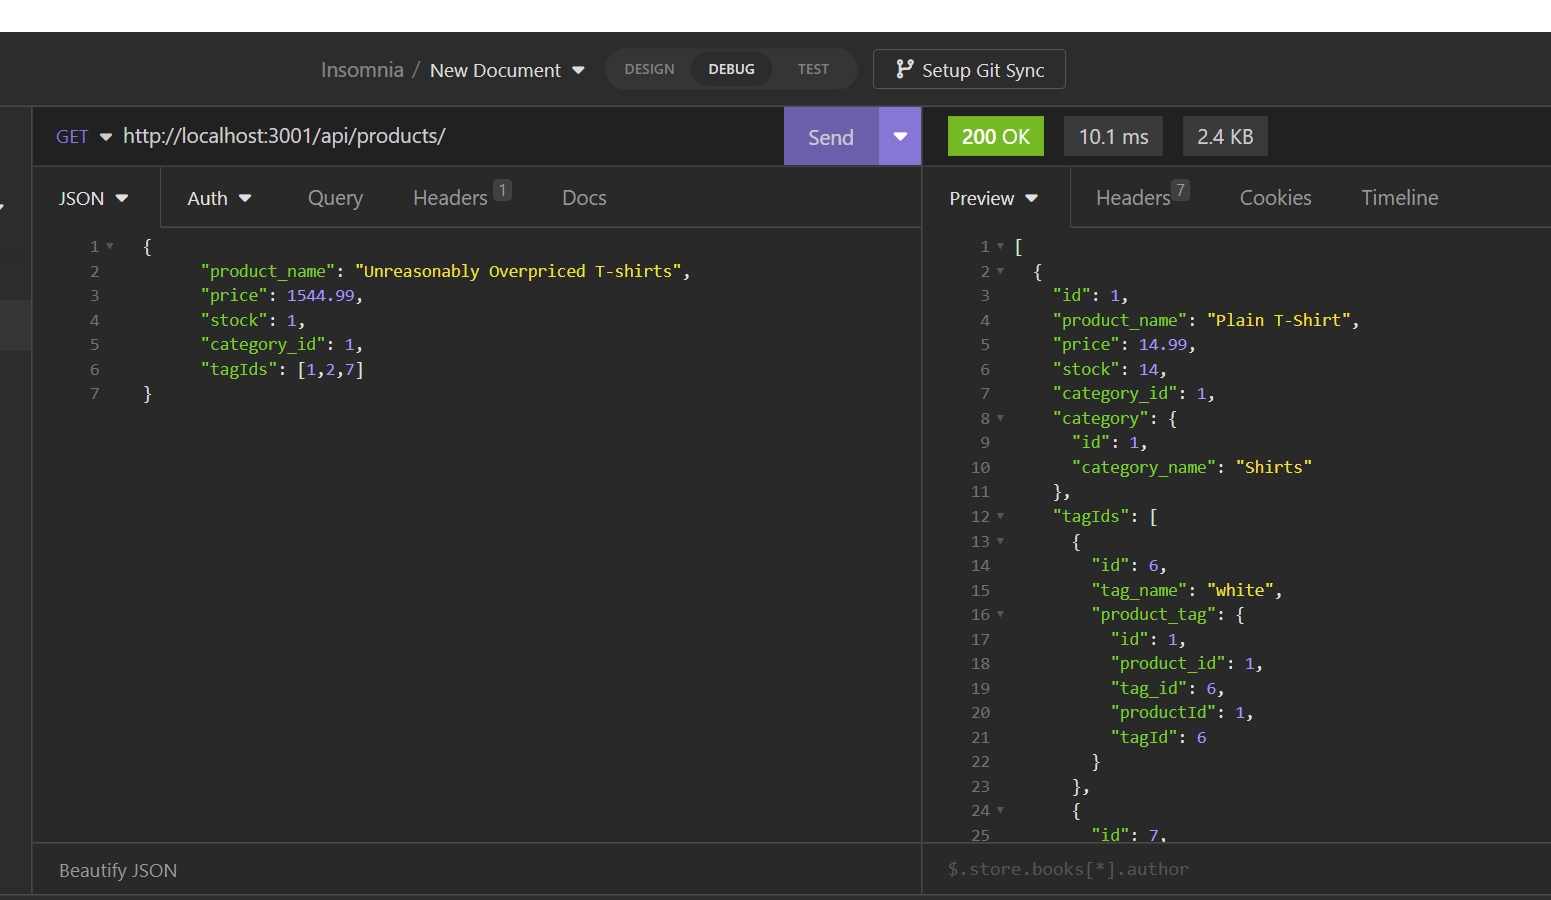 Insomnia / New Document DESIGN DEBUG TEST Setup Git Sync
GET http://localhost:3001/api/products/ Send 200 OK 10.1 ms 2.4 KB
JSON Auth Query Headers 1 Docs
1 {
2 "product_name": "Unreasonably Overpriced T-shirts",
3 "price": 1544.99,
4 "stock": 1,
5 "category_id": 1,
6 "tagIds": [1,2,7]
7 }
Beautify JSON
Preview Headers 7 Cookies Timeline
1 [
2 {
3 "id": 1,
4 "product_name": "Plain T-Shirt",
5 "price": 14.99,
6 "stock": 14,
7 "category_id": 1,
8 "category": {
9 "id": 1,
10 "category_name": "Shirts"
11 },
12 "tagIds": [
13 {
14 "id": 6,
15 "tag_name": "white",
16 "product_tag": {
17 "id": 1,
18 "product_id": 1,
19 "tag_id": 6,
20 "productId": 1,
21 "tagId": 6
22 }
23 },
24 {
25 "id": 7,
$.store.books[*].author